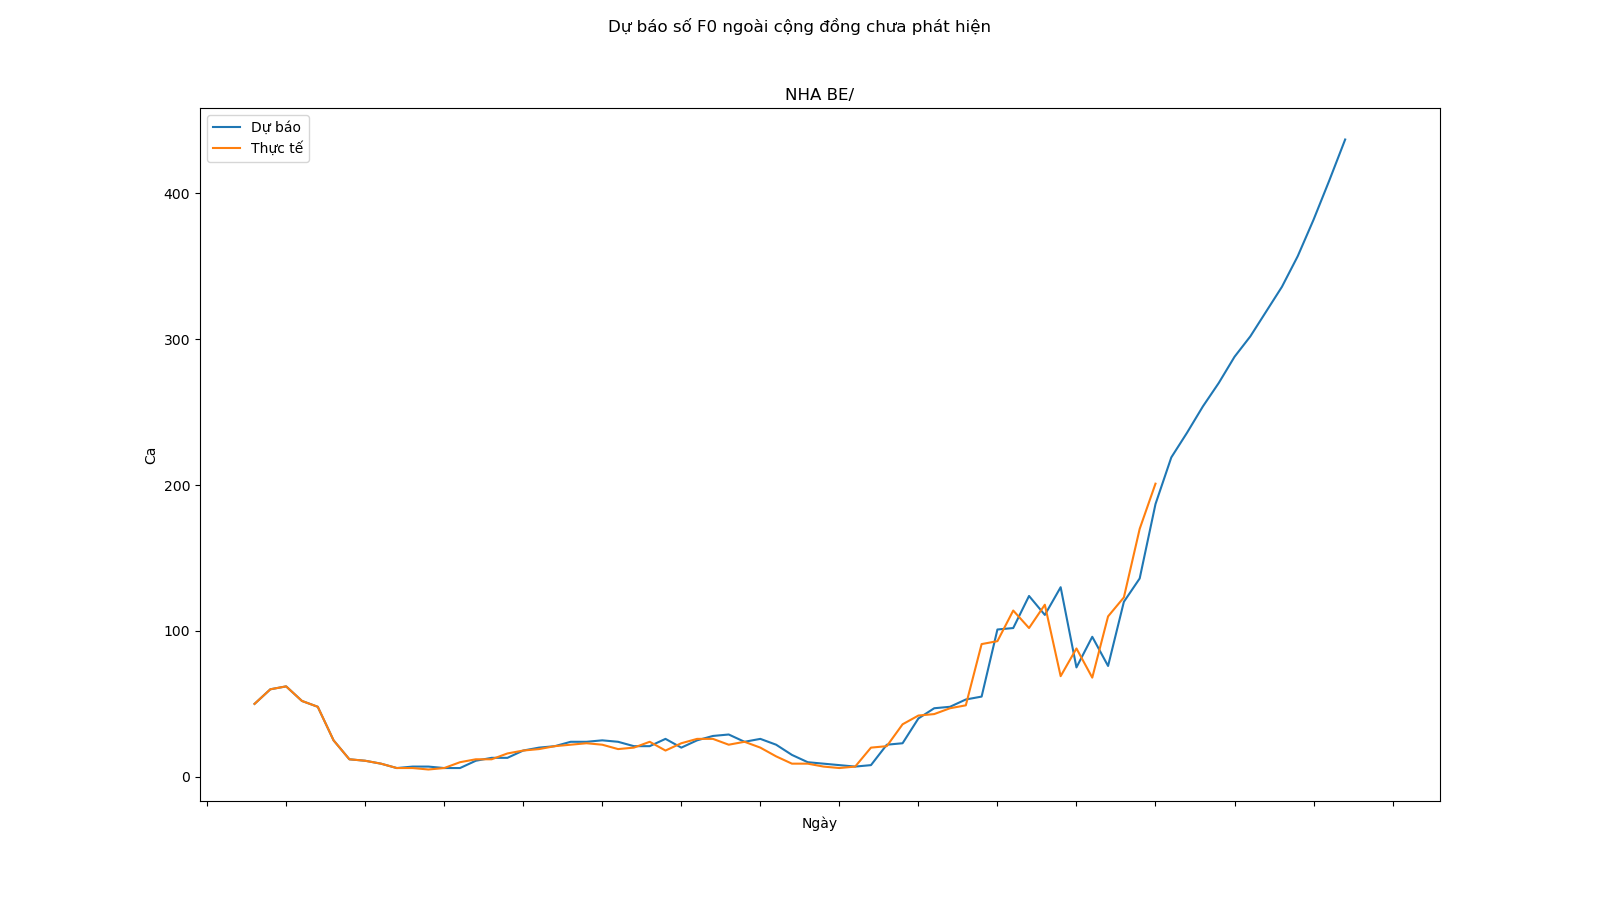 Dự báo số F0 ngoài cộng đồng chưa phát hiện
NHA BE/
Dự báo
Thực tế
400
300
200
100
0
Ca
Ngày